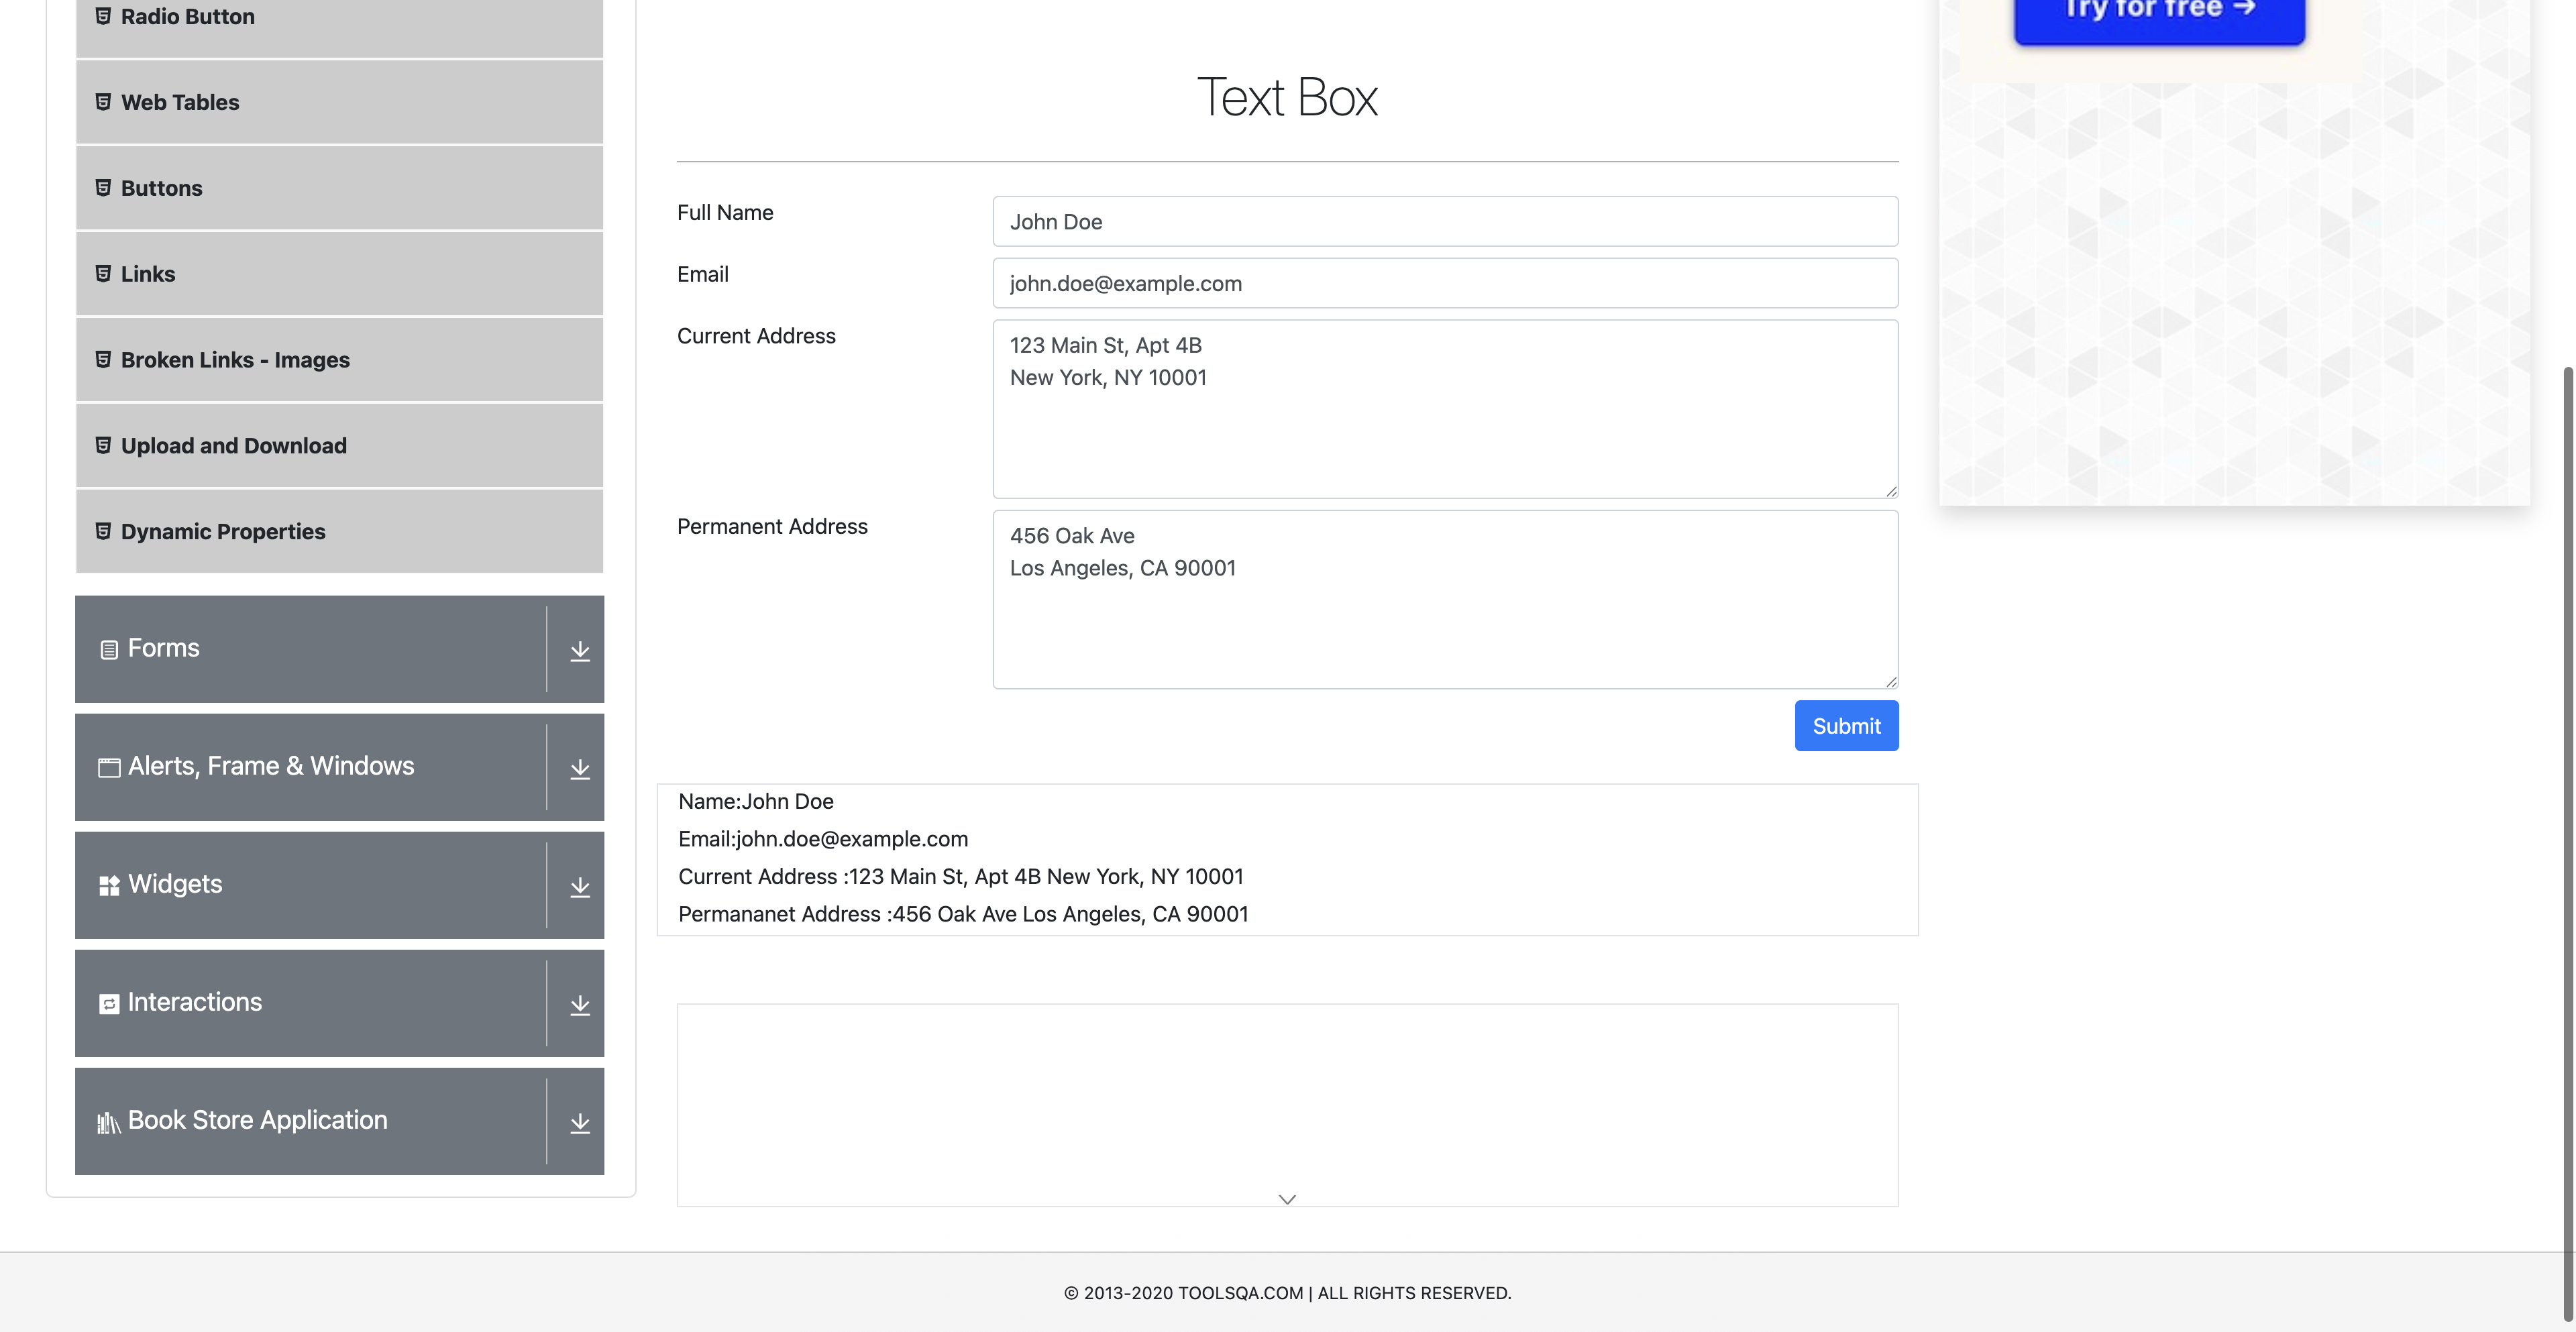 Radio Button
Web Tables
Buttons
Links
Broken Links - Images
Upload and Download
Dynamic Properties
Forms
Alerts, Frame & Windows
Widgets
Interactions
Book Store Application
Text Box
Full Name
John Doe
Email
john.doe@example.com
Current Address
123 Main St, Apt 4B
New York, NY 10001
Permanent Address
456 Oak Ave
Los Angeles, CA 90001
Submit
Name:John Doe
Email:john.doe@example.com
Current Address :123 Main St, Apt 4B New York, NY 10001
Permananet Address :456 Oak Ave Los Angeles, CA 90001
Try for free →
© 2013-2020 TOOLSQA.COM | ALL RIGHTS RESERVED.